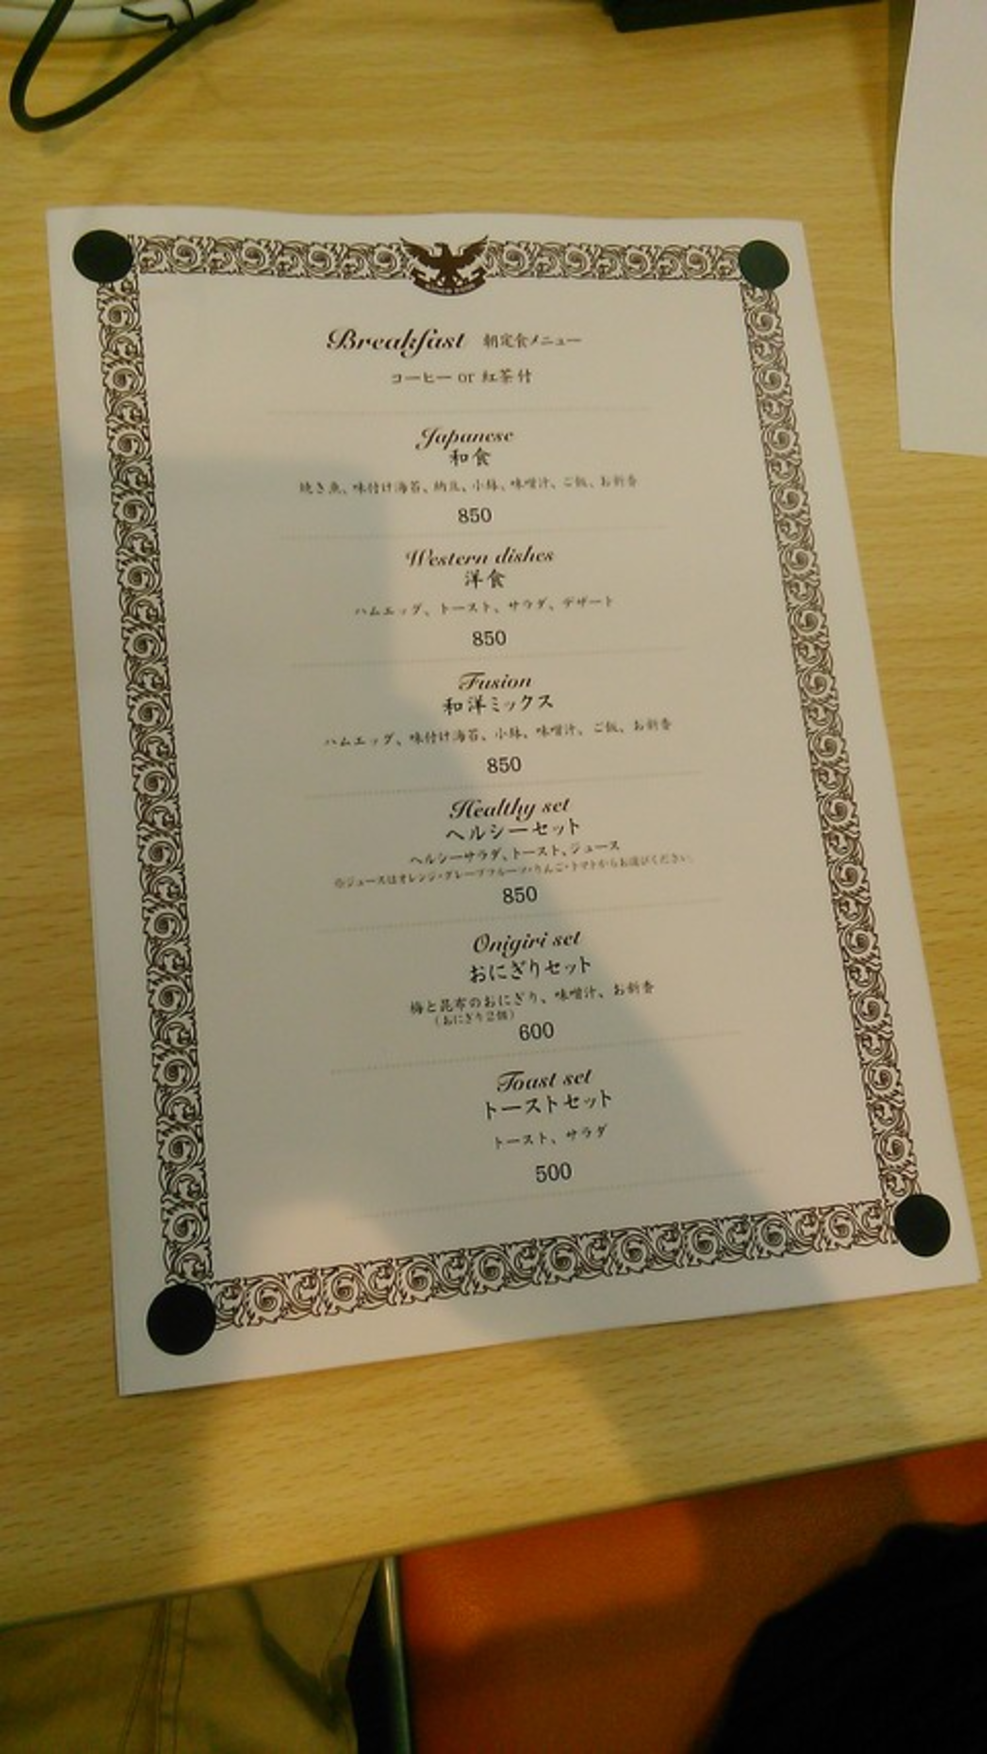 Breakfast 朝定食メニュー
コーヒー or 紅茶付
Japanese
和食
焼き魚、味付け海苔、納豆、小鉢、味噌汁、ご飯、お新香
850
Western dishes
洋食
ハムエッグ、トースト、サラダ、デザート
850
Fusion
和洋ミックス
ハムエッグ、味付け海苔、小鉢、味噌汁、ご飯、お新香
850
Healthy set
ヘルシーセット
ヘルシーサラダ、トースト、ジュース
※ジュースはオレンジ・グレープフルーツ・りんご・トマトからお選びください。
850
Onigiri set
おにぎりセット
梅と昆布のおにぎり、味噌汁、お新香
(おにぎり2個)
600
Toast set
トーストセット
トースト、サラダ
500